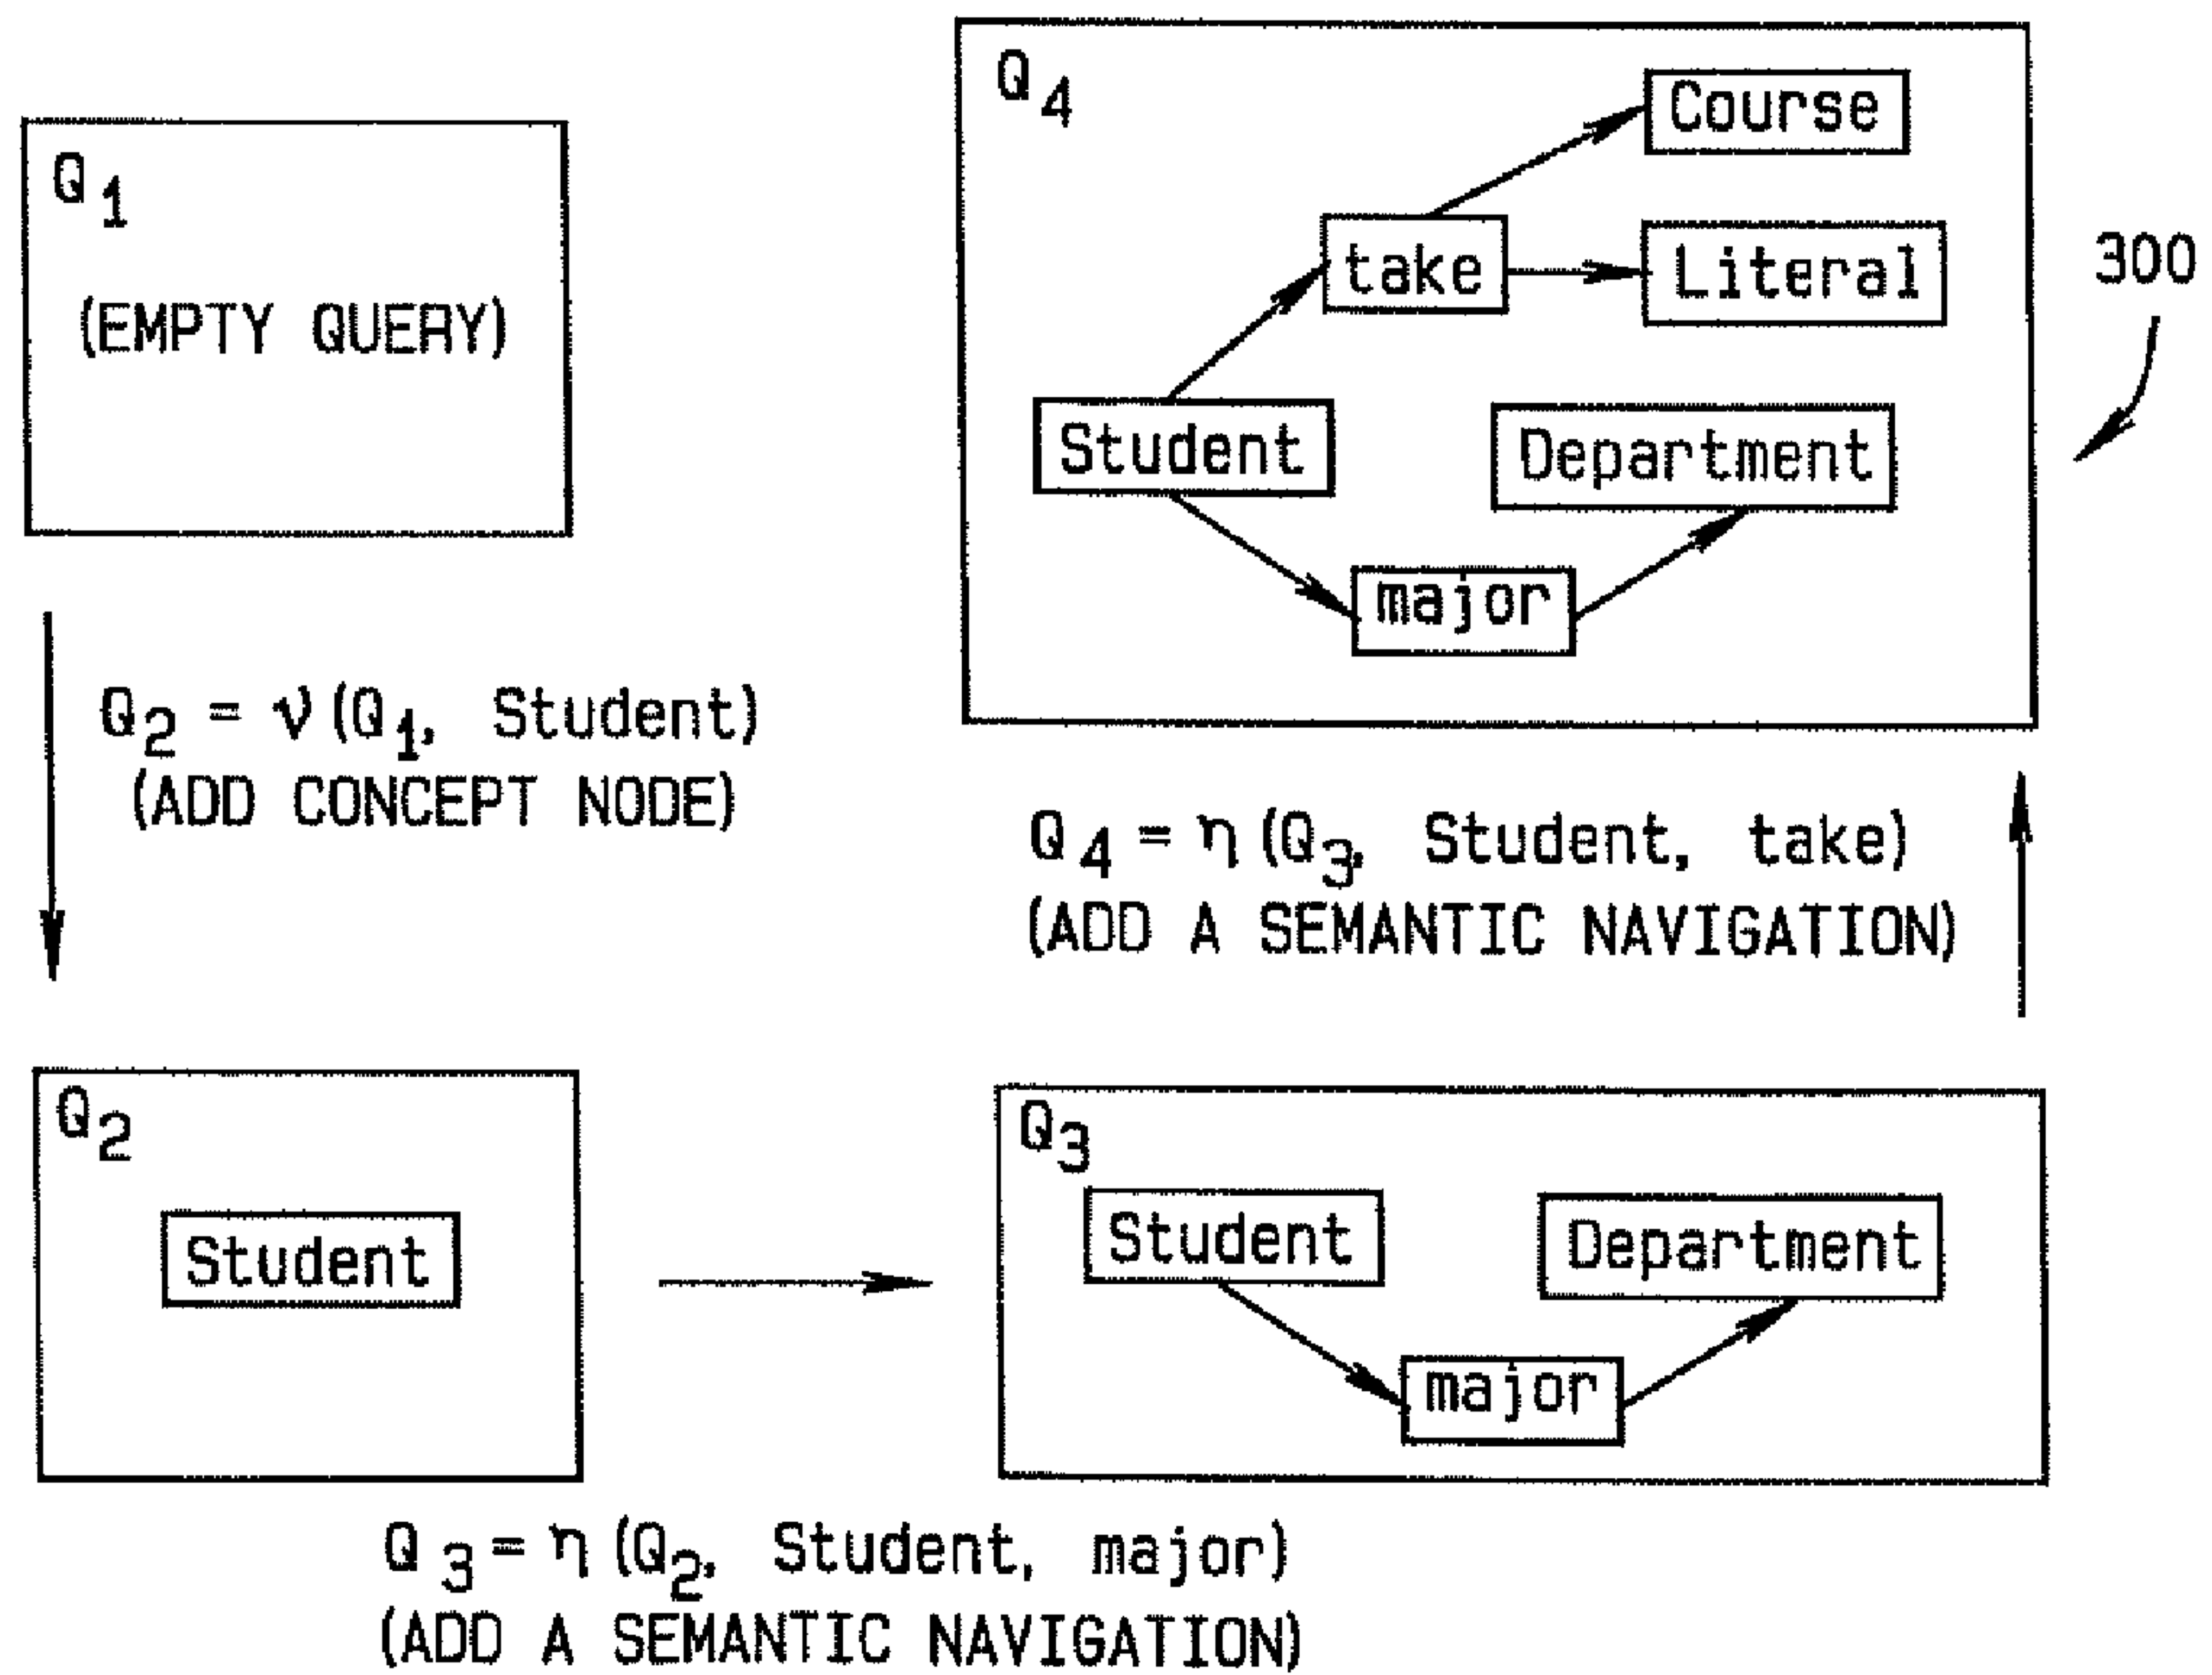 Q1
(EMPTY QUERY)
Q2 = ν(Q1, Student)
(ADD CONCEPT NODE)
Q2
Student
Q3 = η(Q2, Student, major)
(ADD A SEMANTIC NAVIGATION)
Q3
Student
Department
major
Q4 = η(Q3, Student, take)
(ADD A SEMANTIC NAVIGATION)
Q4
Course
take
Literal
Student
Department
major
300